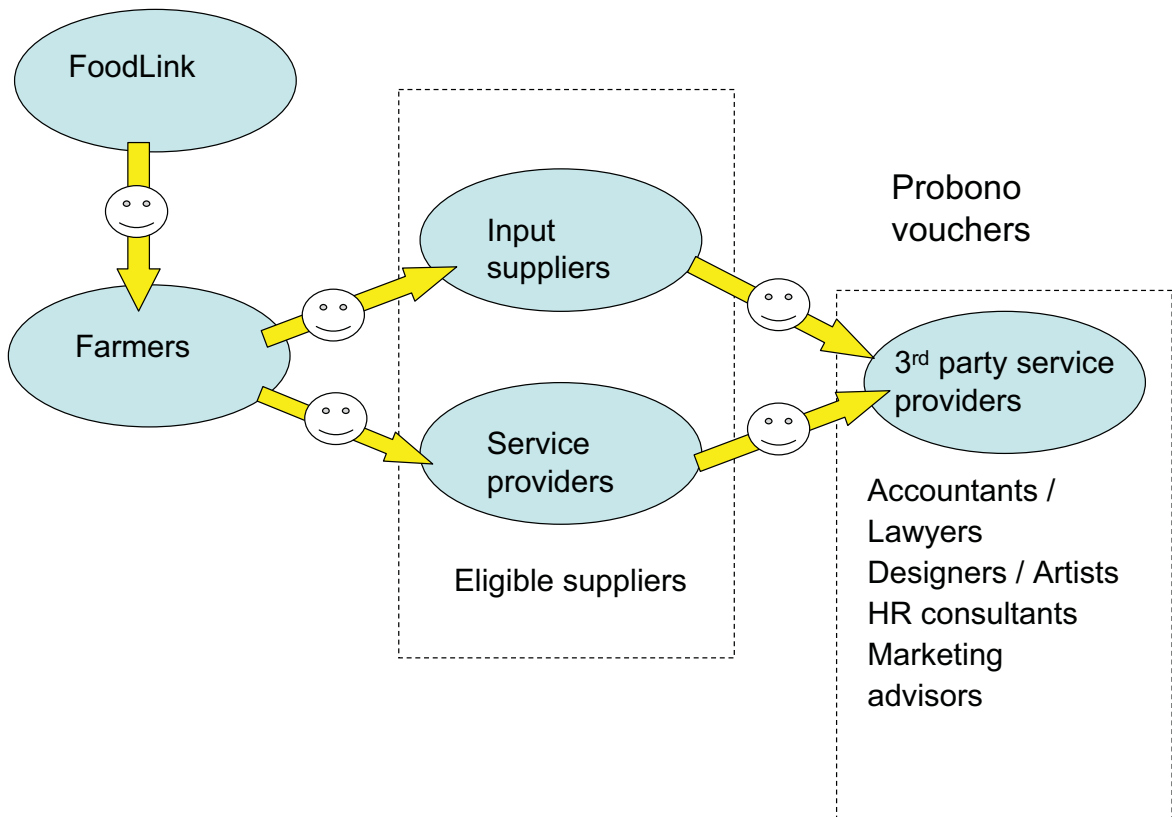 FoodLink
Farmers
Input
suppliers
Service
providers
Eligible suppliers
Probono
vouchers
3rd party service
providers
Accountants /
Lawyers
Designers / Artists
HR consultants
Marketing
advisors